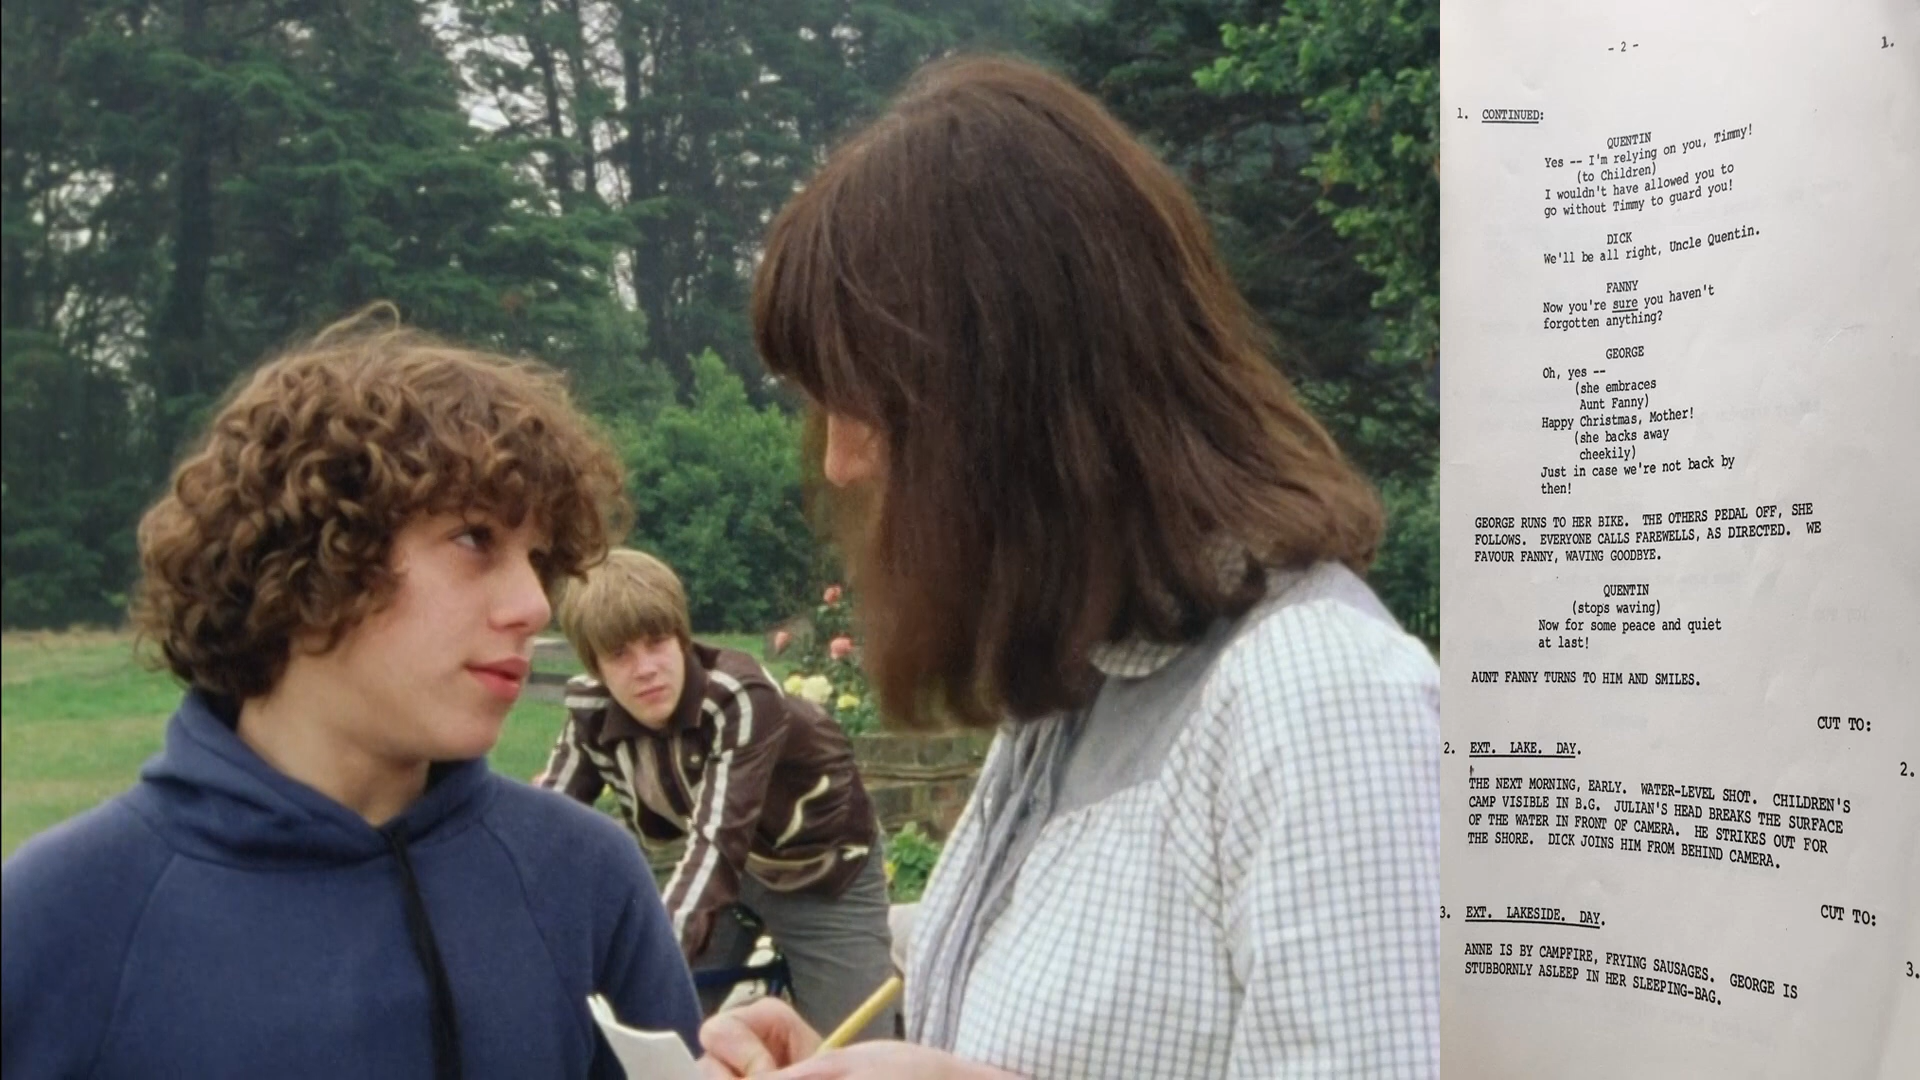 - 2 -
1.
1. CONTINUED:
QUENTIN
Yes -- I'm relying on you, Timmy!
(to Children)
I wouldn't have allowed you to
go without Timmy to guard you!
DICK
We'll be all right, Uncle Quentin.
FANNY
Now you're sure you haven't
forgotten anything?
GEORGE
Oh, yes --
(she embraces
Aunt Fanny)
Happy Christmas, Mother!
(she backs away
cheekily)
Just in case we're not back by
then!
GEORGE RUNS TO HER BIKE. THE OTHERS PEDAL OFF, SHE
FOLLOWS. EVERYONE CALLS FAREWELLS, AS DIRECTED. WE
FAVOUR FANNY, WAVING GOODBYE.
QUENTIN
(stops waving)
Now for some peace and quiet
at last!
AUNT FANNY TURNS TO HIM AND SMILES.
CUT TO:
2. EXT. LAKE. DAY.
2.
THE NEXT MORNING, EARLY. WATER-LEVEL SHOT. CHILDREN'S
CAMP VISIBLE IN B.G. JULIAN'S HEAD BREAKS THE SURFACE
OF THE WATER IN FRONT OF CAMERA. HE STRIKES OUT FOR
THE SHORE. DICK JOINS HIM FROM BEHIND CAMERA.
CUT TO:
3. EXT. LAKESIDE. DAY.
3.
ANNE IS BY CAMPFIRE, FRYING SAUSAGES. GEORGE IS
STUBBORNLY ASLEEP IN HER SLEEPING-BAG.